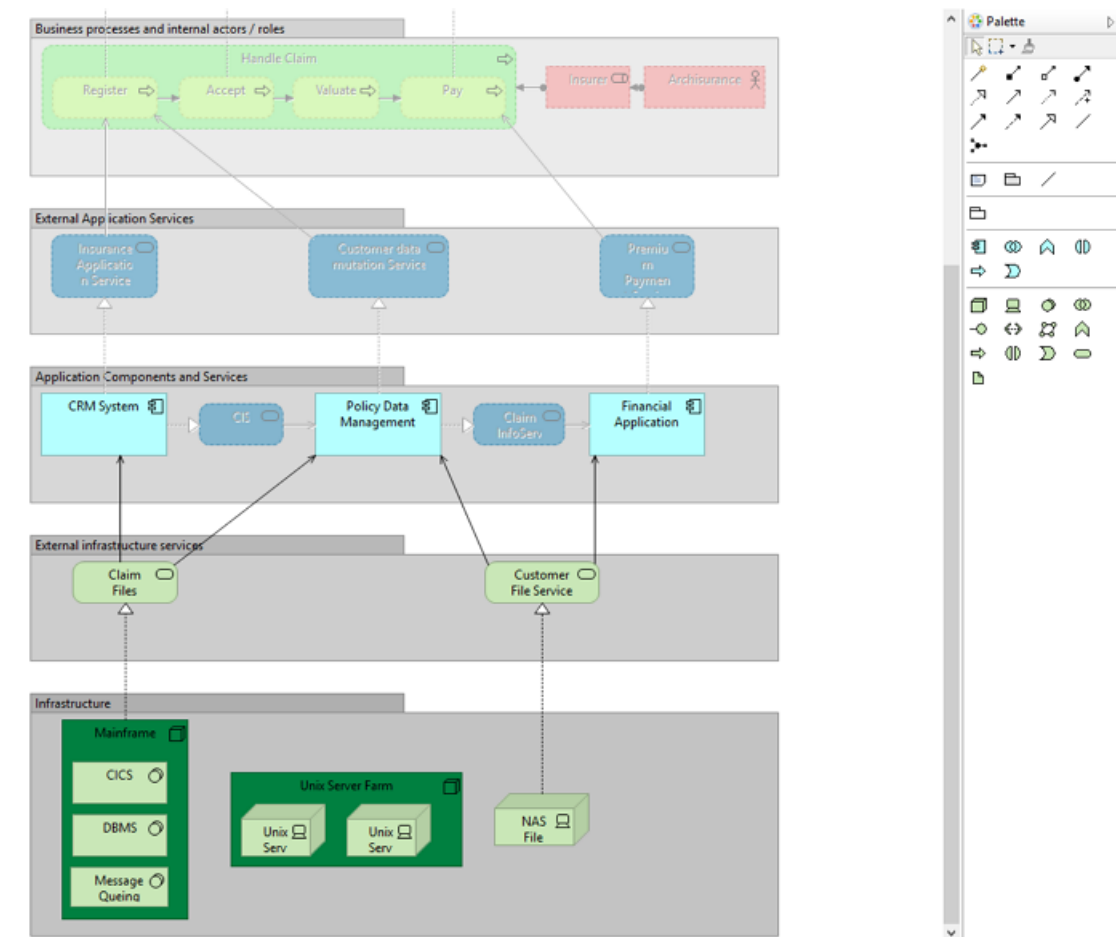 Business processes and internal actors / roles
Palette
Handle Claim
Register
Accept
Valuate
Pay
Insurer
Archisurance
External Application Services
Insurance
Applicatio
n Service
Customer data
mutation Service
Premiu
m
Paymen
Application Components and Services
CRM System
CIS
Policy Data
Management
Claim
InfoServ
Financial
Application
External infrastructure services
Claim
Files
Customer
File Service
Infrastructure
Mainframe
CICS
DBMS
Message
Queing
Unix Server Farm
Unix
Serv
Unix
Serv
NAS
File